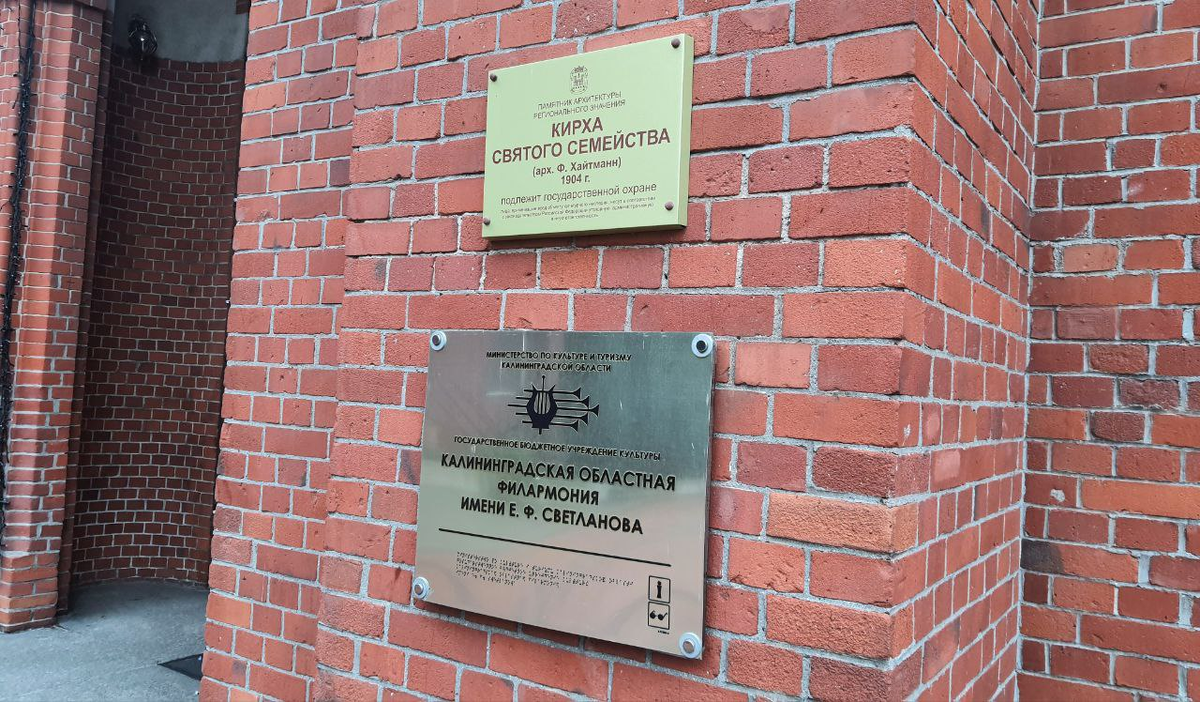 ПАМЯТНИК АРХИТЕКТУРЫ
РЕГИОНАЛЬНОГО ЗНАЧЕНИЯ
КИРХА
СВЯТОГО СЕМЕЙСТВА
(арх. Ф. Хайтманн)
1904 г.
подлежит государственной охране
МИНИСТЕРСТВО ПО КУЛЬТУРЕ И ТУРИЗМУ
КАЛИНИНГРАДСКОЙ ОБЛАСТИ
ГОСУДАРСТВЕННОЕ БЮДЖЕТНОЕ УЧРЕЖДЕНИЕ КУЛЬТУРЫ
КАЛИНИНГРАДСКАЯ ОБЛАСТНАЯ
ФИЛАРМОНИЯ
ИМЕНИ Е. Ф. СВЕТЛАНОВА